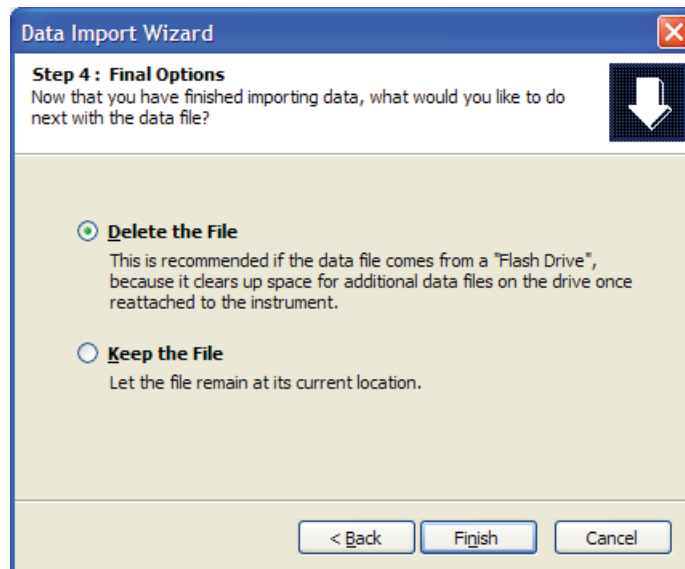 Data Import Wizard
Step 4 : Final Options
Now that you have finished importing data, what would you like to do
next with the data file?
Delete the File
This is recommended if the data file comes from a "Flash Drive",
because it clears up space for additional data files on the drive once
reattached to the instrument.
Keep the File
Let the file remain at its current location.
< Back Finish Cancel